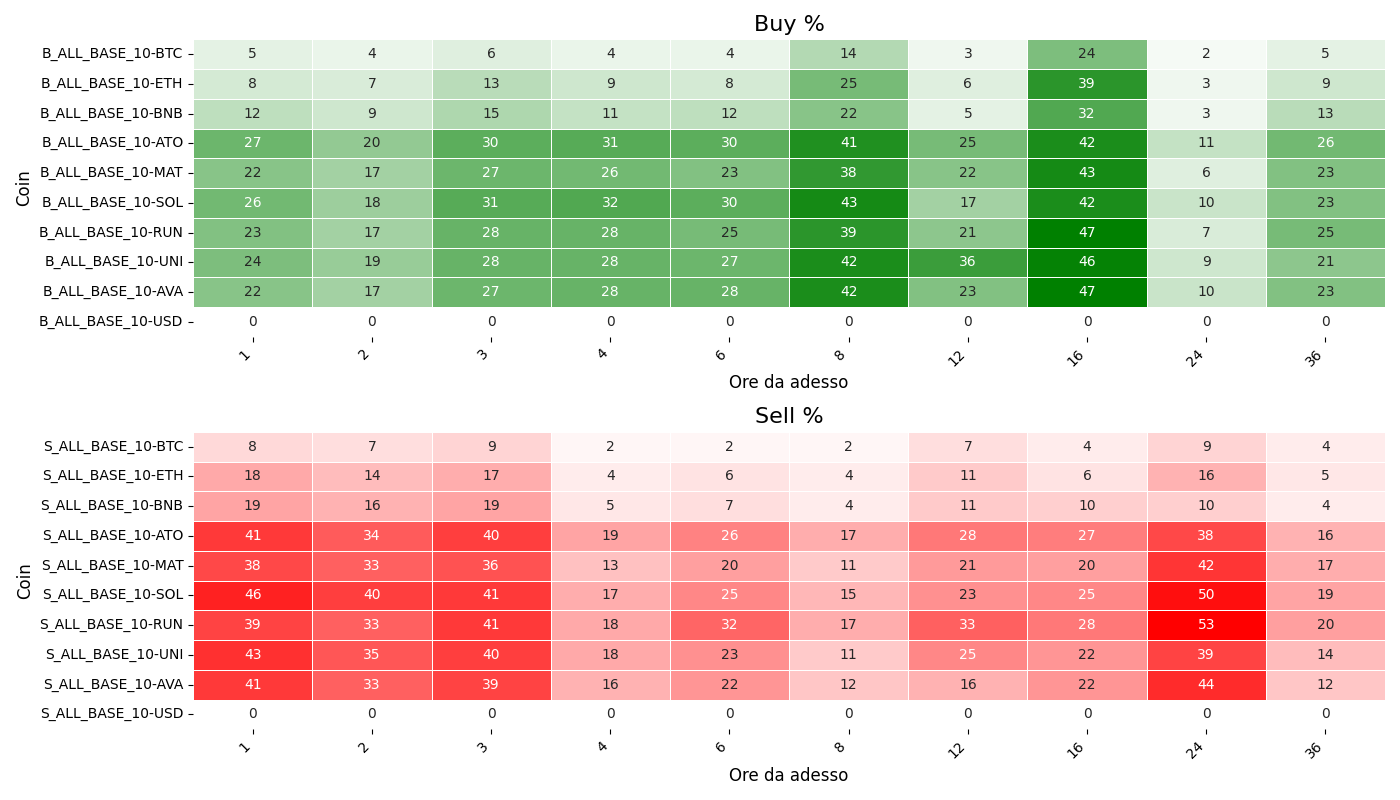 Buy %
Coin
B_ALL_BASE_10-BTC 5 4 6 4 4 14 3 24 2 5
B_ALL_BASE_10-ETH 8 7 13 9 8 25 6 39 3 9
B_ALL_BASE_10-BNB 12 9 15 11 12 22 5 32 3 13
B_ALL_BASE_10-ATO 27 20 30 31 30 41 25 42 11 26
B_ALL_BASE_10-MAT 22 17 27 26 23 38 22 43 6 23
B_ALL_BASE_10-SOL 26 18 31 32 30 43 17 42 10 23
B_ALL_BASE_10-RUN 23 17 28 28 25 39 21 47 7 25
B_ALL_BASE_10-UNI 24 19 28 28 27 42 36 46 9 21
B_ALL_BASE_10-AVA 22 17 27 28 28 42 23 47 10 23
B_ALL_BASE_10-USD 0 0 0 0 0 0 0 0 0 0
1 2 3 4 6 8 12 16 24 36
Ore da adesso
Sell %
Coin
S_ALL_BASE_10-BTC 8 7 9 2 2 2 7 4 9 4
S_ALL_BASE_10-ETH 18 14 17 4 6 4 11 6 16 5
S_ALL_BASE_10-BNB 19 16 19 5 7 4 11 10 10 4
S_ALL_BASE_10-ATO 41 34 40 19 26 17 28 27 38 16
S_ALL_BASE_10-MAT 38 33 36 13 20 11 21 20 42 17
S_ALL_BASE_10-SOL 46 40 41 17 25 15 23 25 50 19
S_ALL_BASE_10-RUN 39 33 41 18 32 17 33 28 53 20
S_ALL_BASE_10-UNI 43 35 40 18 23 11 25 22 39 14
S_ALL_BASE_10-AVA 41 33 39 16 22 12 16 22 44 12
S_ALL_BASE_10-USD 0 0 0 0 0 0 0 0 0 0
1 2 3 4 6 8 12 16 24 36
Ore da adesso